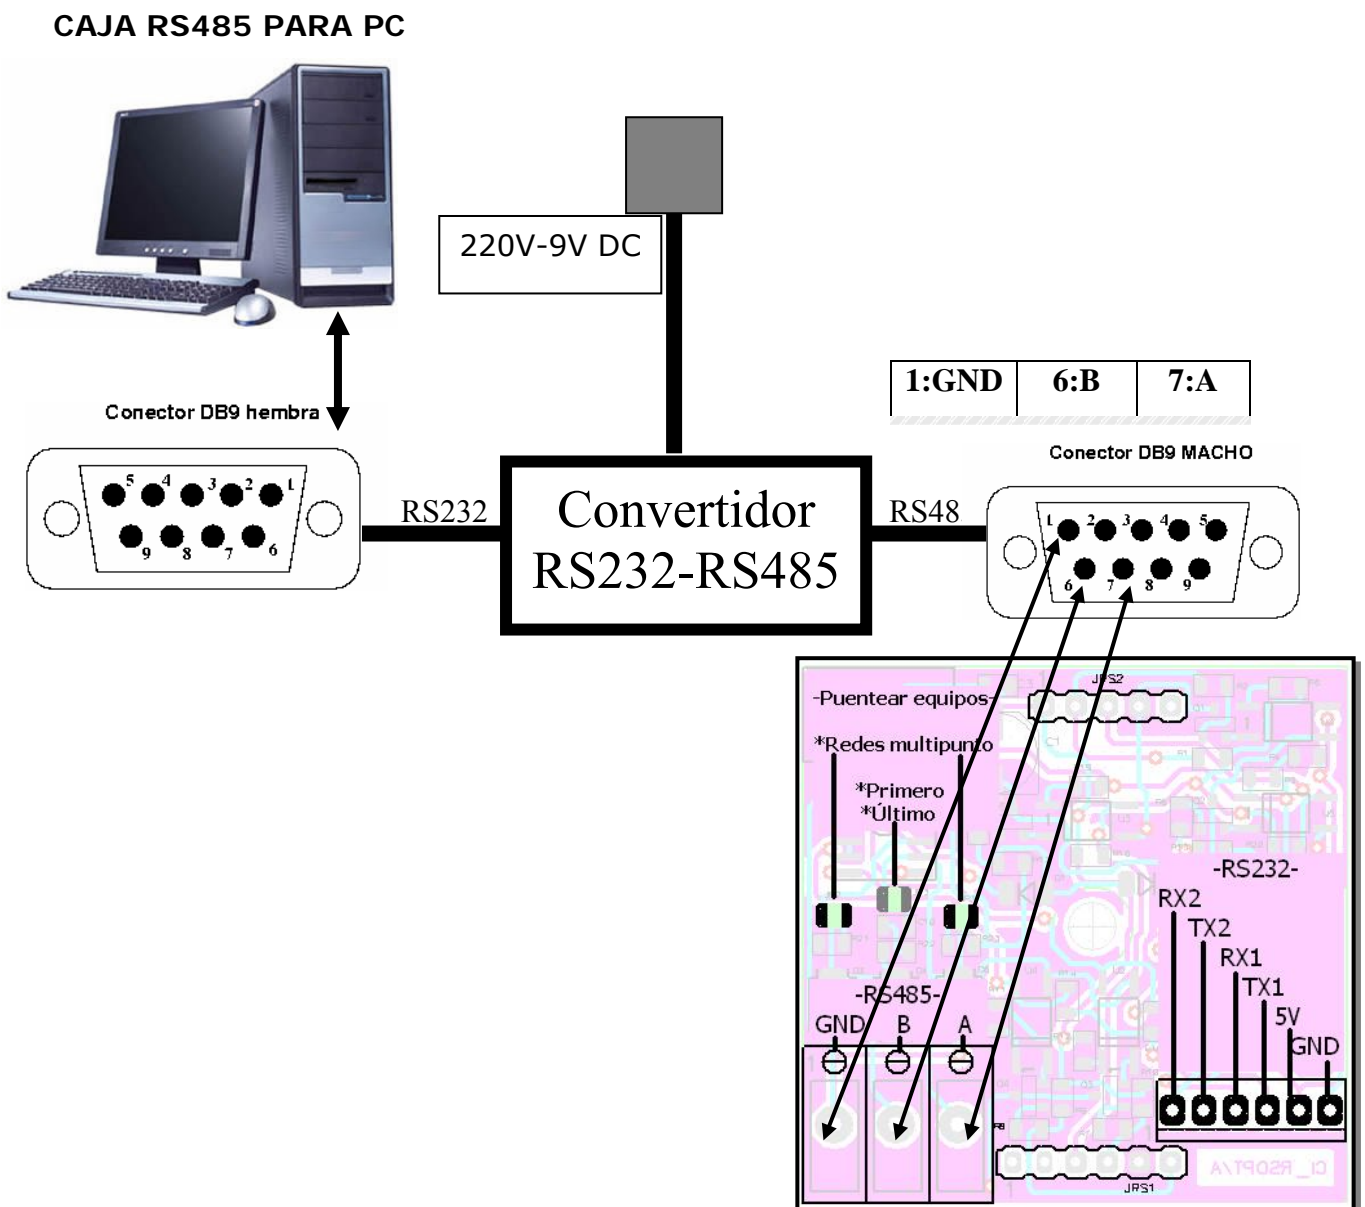 CAJA RS485 PARA PC
220V-9V DC
1:GND 6:B 7:A
Conector DB9 hembra
5 4 3 2 1
9 8 7 6
RS232
Convertidor
RS232-RS485
RS48
Conector DB9 MACHO
1 2 3 4 5
6 7 8 9
JRS2
-Puentear equipos-
*Redes multipunto
*Primero
*Último
-RS232-
RX2
TX2
RX1
TX1
5V
GND
-RS485-
GND B A
JRS1
CI_RSOPT/A